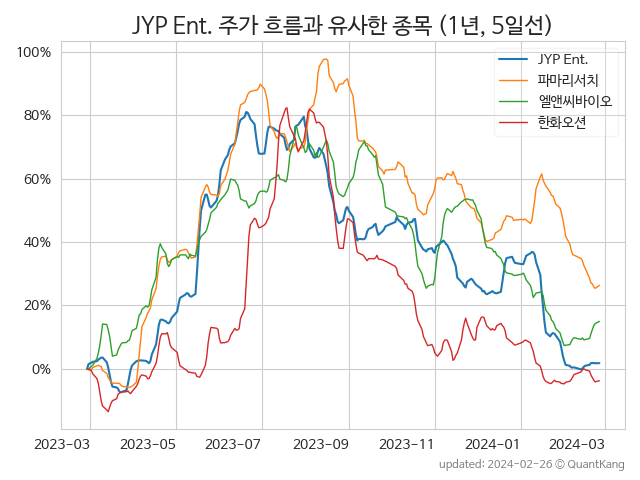 JYP Ent. 주가 흐름과 유사한 종목 (1년, 5일선)
JYP Ent.
파마리서치
엘앤씨바이오
한화오션
100%
80%
60%
40%
20%
0%
2023-03 2023-05 2023-07 2023-09 2023-11 2024-01 2024-03
updated: 2024-02-26 © QuantKang